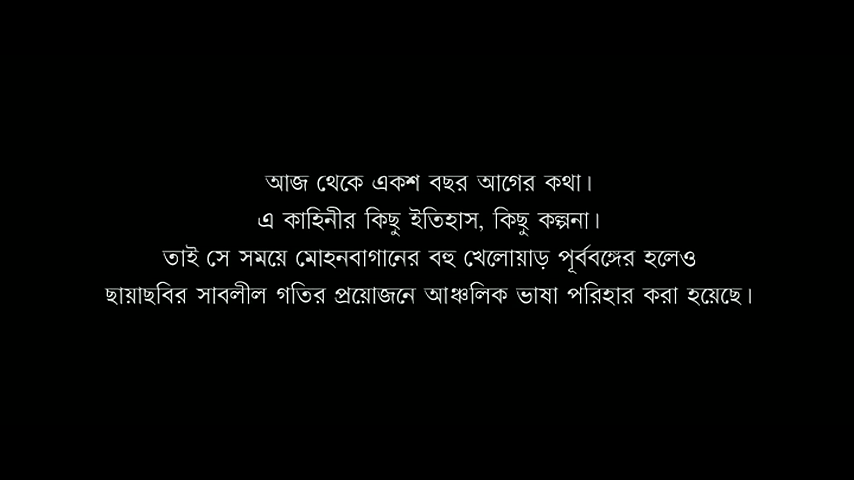 আজ থেকে একশ বছর আগের কথা।
এ কাহিনীর কিছু ইতিহাস, কিছু কল্পনা।
তাই সে সময়ে মোহনবাগানের বহু খেলোয়াড় পূর্ববঙ্গের হলেও
ছায়াছবির সাবলীল গতির প্রয়োজনে আঞ্চলিক ভাষা পরিহার করা হয়েছে।